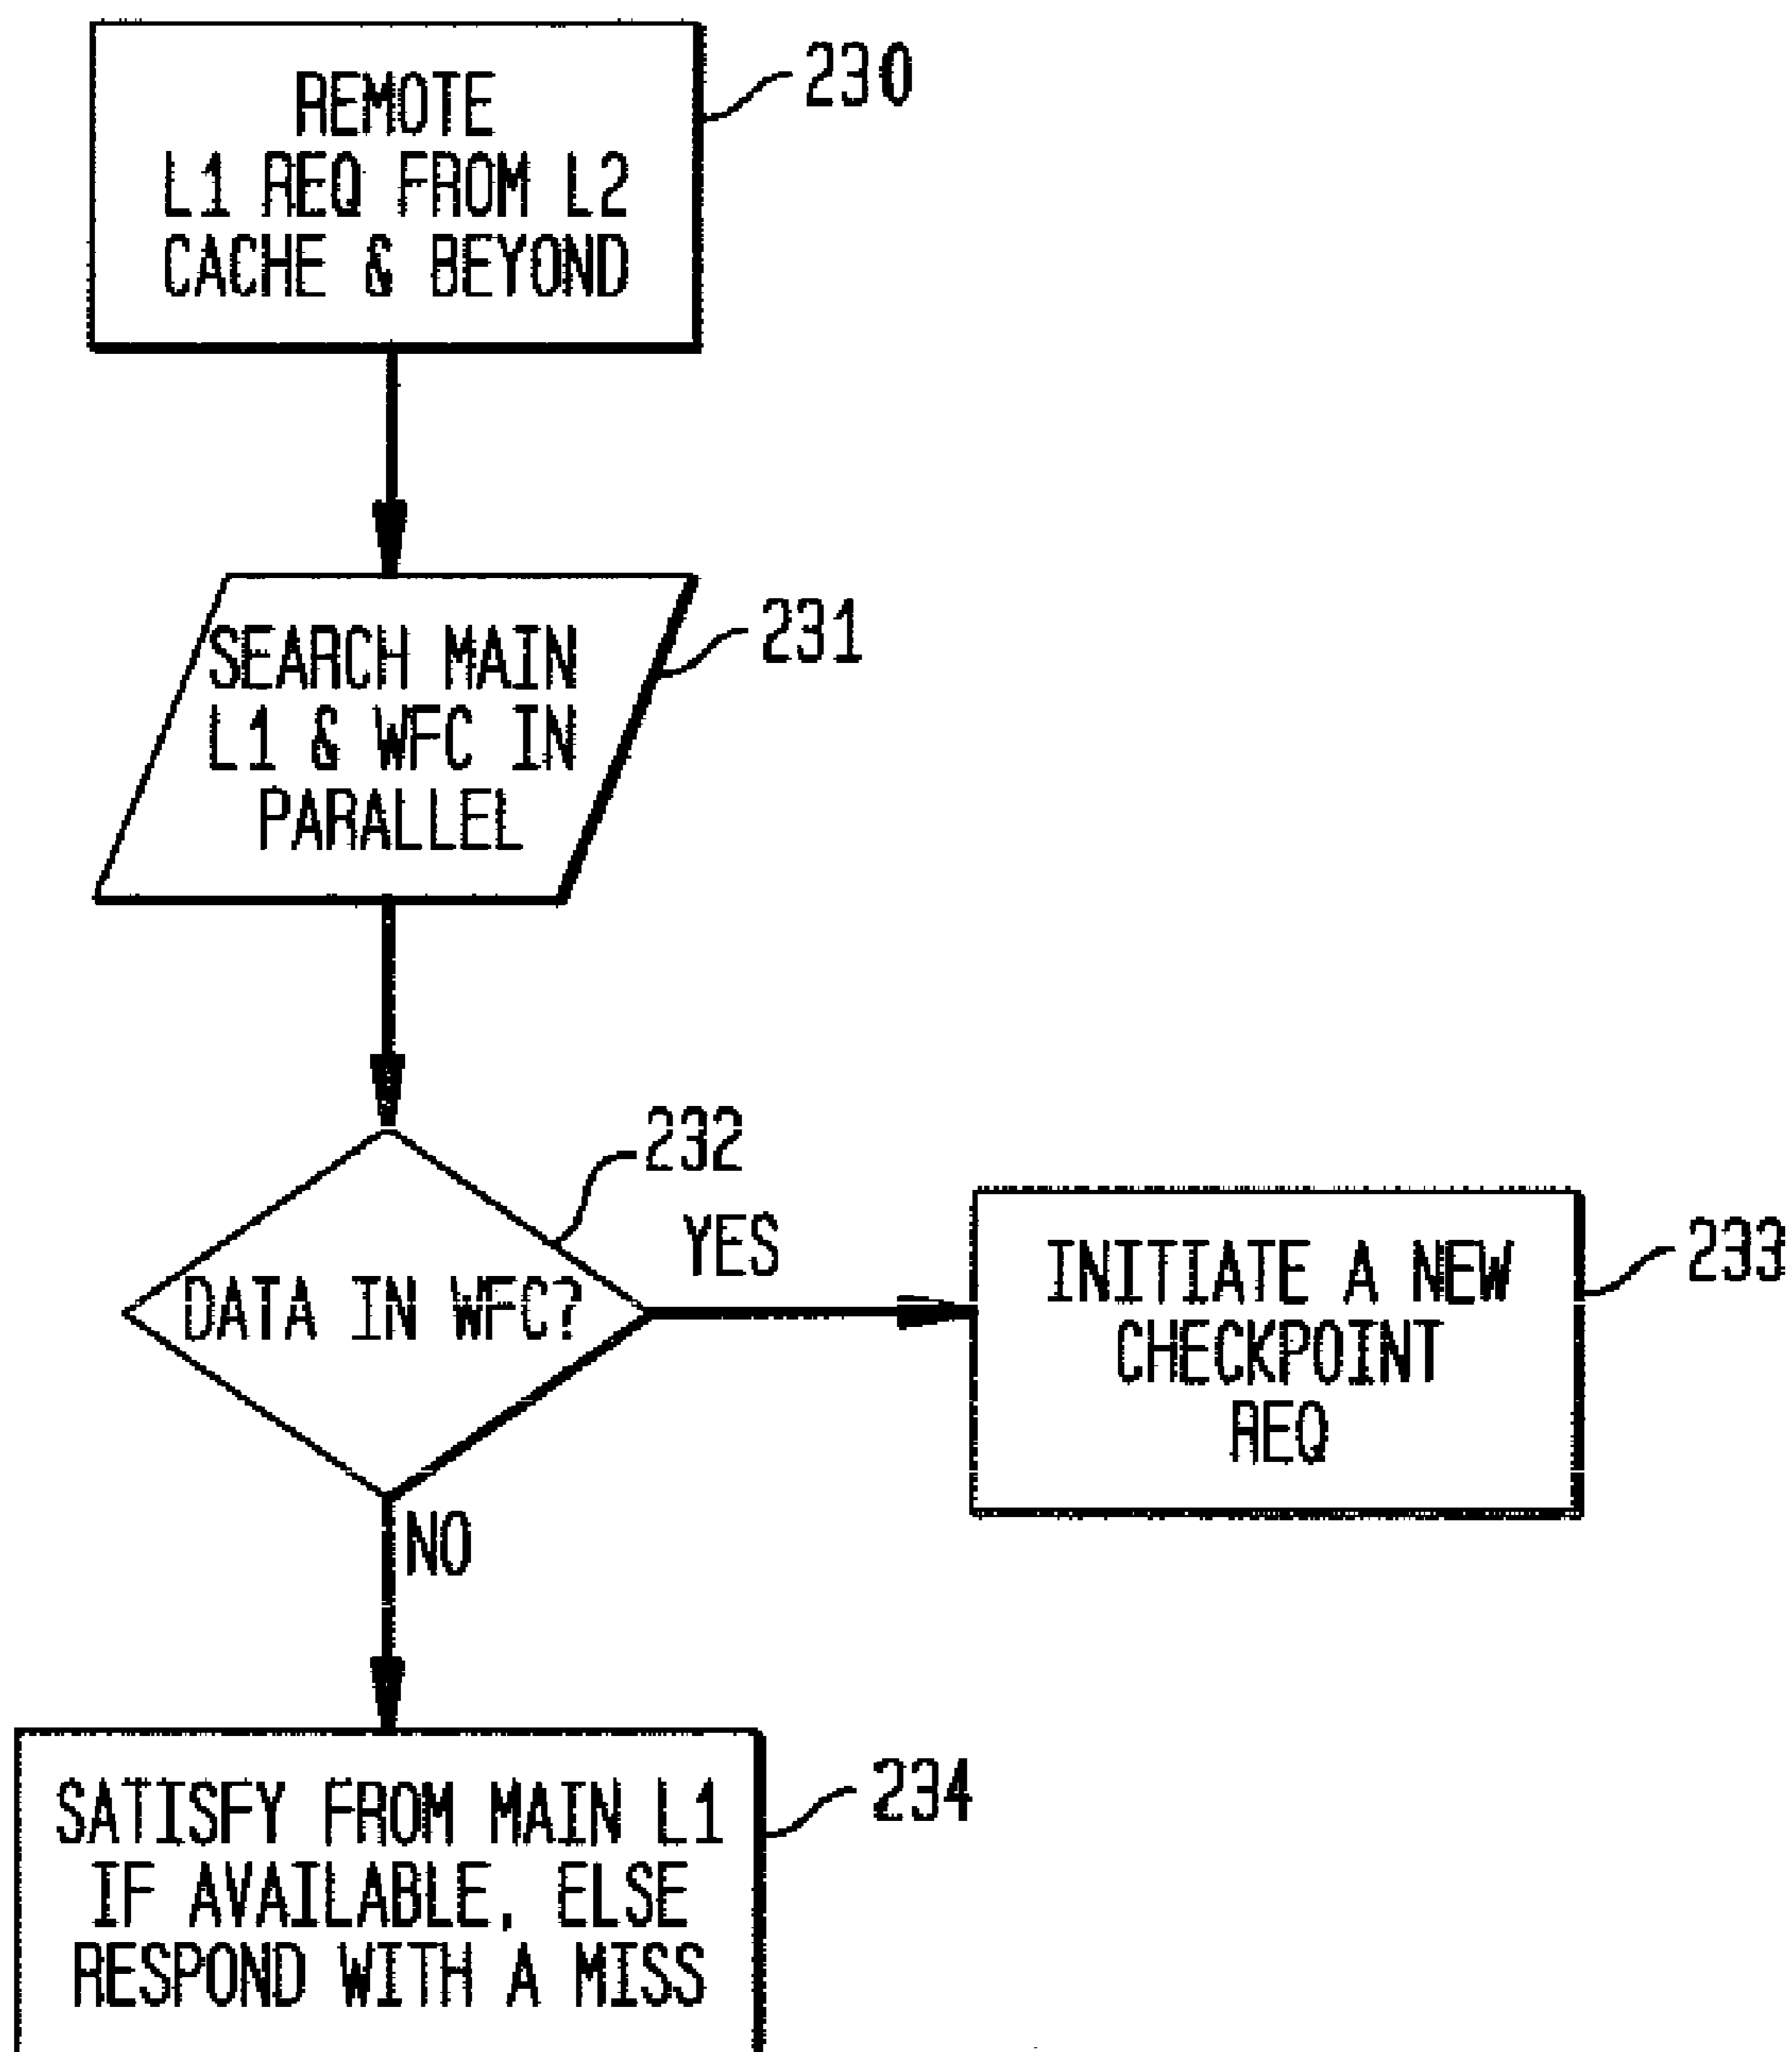 REMOTE
L1 REQ FROM L2
CACHE & BEYOND
230
SEARCH MAIN
L1 & WFC IN
PARALLEL
231
232
DATA IN WFC?
YES
INITIATE A NEW
CHECKPOINT
REQ
233
NO
SATISFY FROM MAIN L1
IF AVAILABLE, ELSE
RESPOND WITH A MISS
234